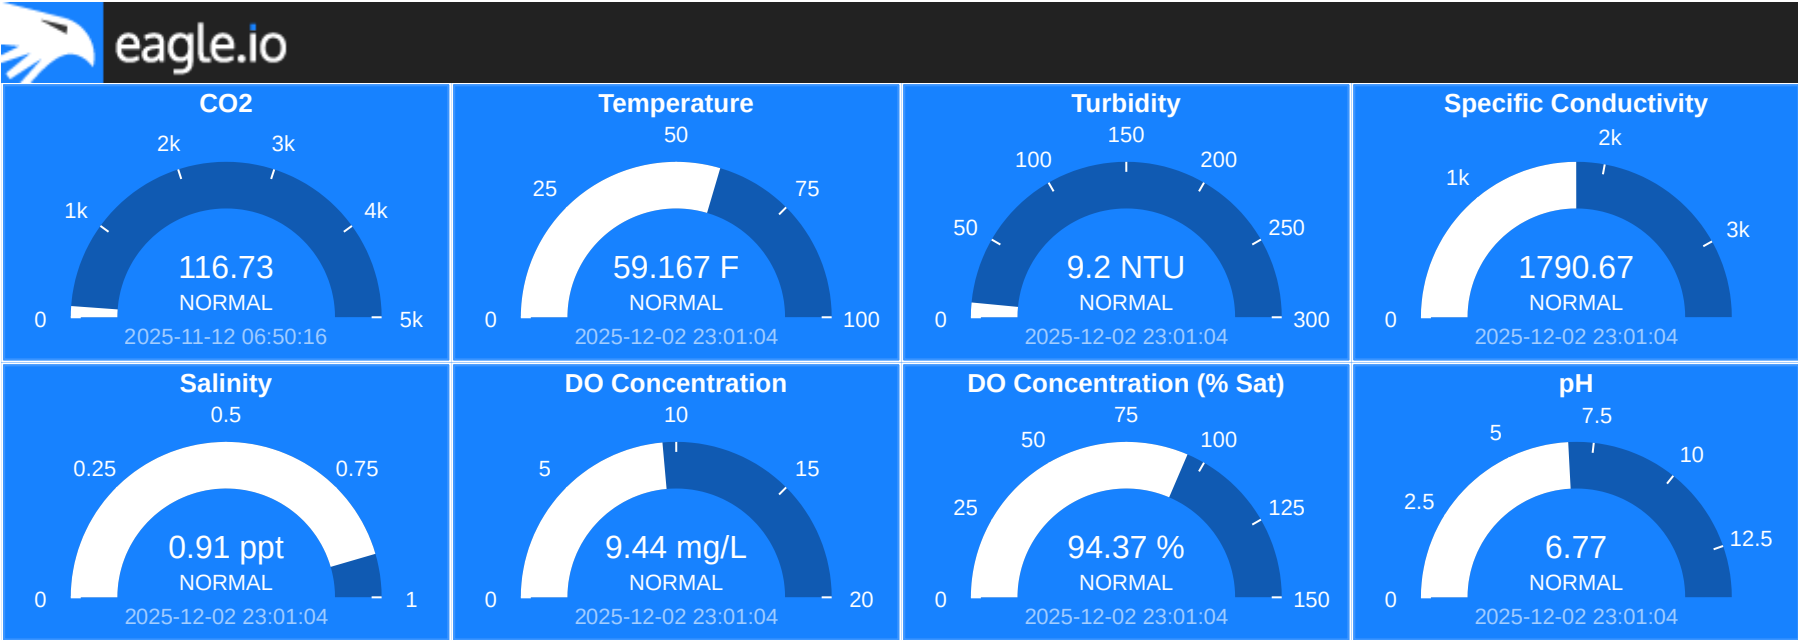 eagle.io
CO2
2k 3k
1k 4k
116.73
NORMAL
0 5k
2025-11-12 06:50:16
Temperature
50
25 75
59.167 F
NORMAL
0 100
2025-12-02 23:01:04
Turbidity
150
100 200
50 250
9.2 NTU
NORMAL
0 300
2025-12-02 23:01:04
Specific Conductivity
2k
1k
3k
1790.67
NORMAL
0
2025-12-02 23:01:04
Salinity
0.5
0.25 0.75
0.91 ppt
NORMAL
0 1
2025-12-02 23:01:04
DO Concentration
10
5 15
9.44 mg/L
NORMAL
0 20
2025-12-02 23:01:04
DO Concentration (% Sat)
75
50 100
25 125
94.37 %
NORMAL
0 150
2025-12-02 23:01:04
pH
7.5
5
10
2.5
12.5
6.77
NORMAL
0
2025-12-02 23:01:04